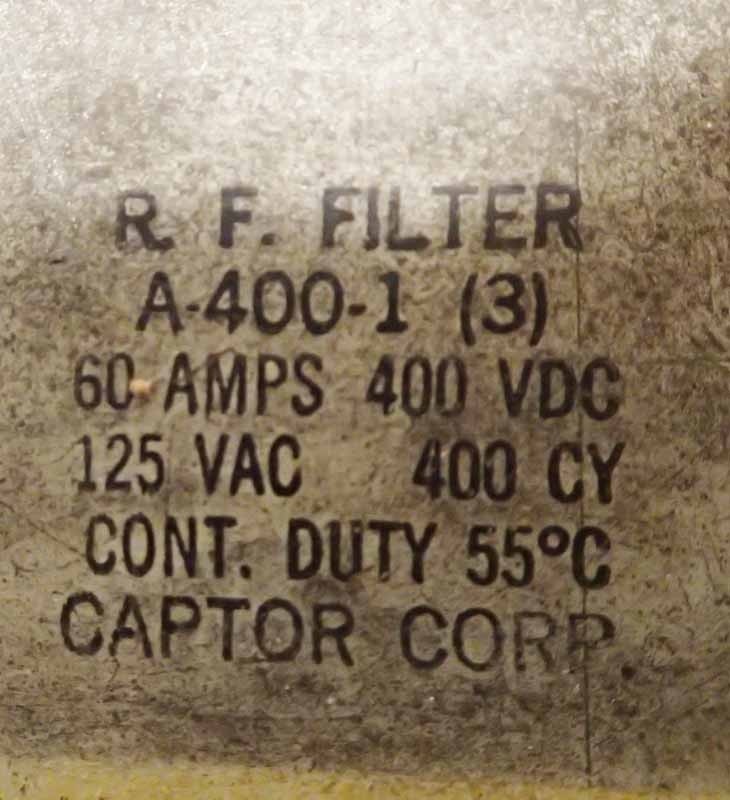 R. F. FILTER
A-400-1 (3)
60 AMPS 400 VDC
125 VAC 400 CY
CONT. DUTY 55°C
CAPTOR CORP